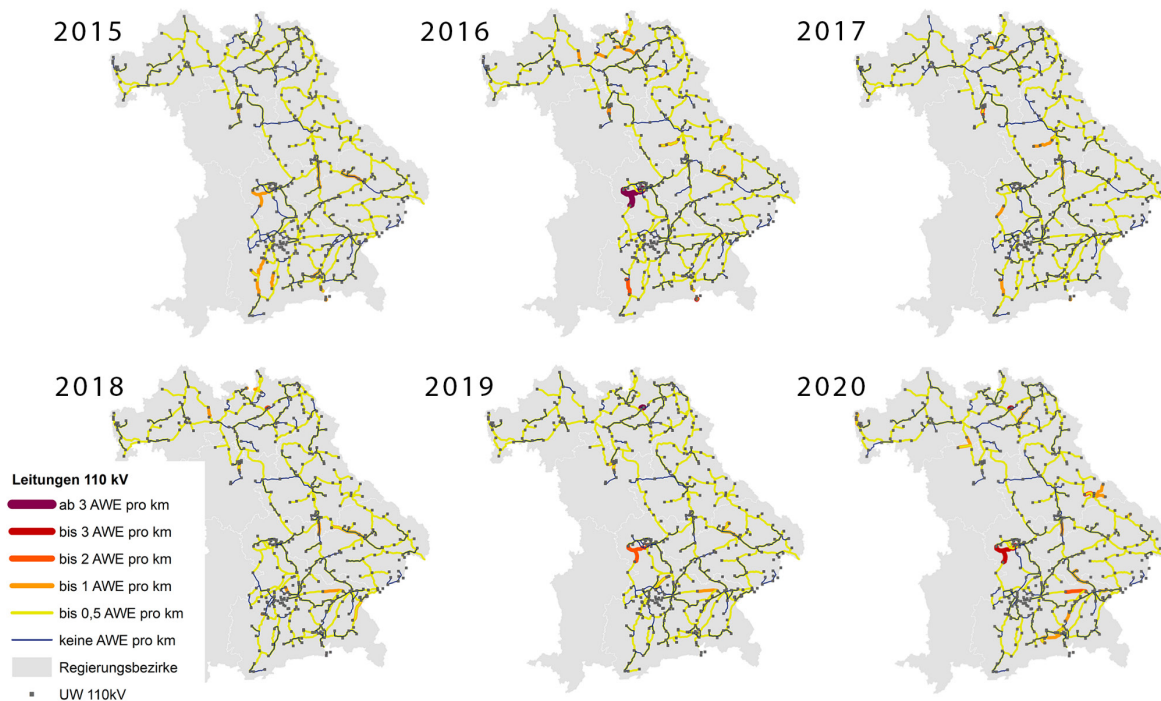 2015
2016
2017
2018
2019
2020
Leitungen 110 kV
ab 3 AWE pro km
bis 3 AWE pro km
bis 2 AWE pro km
bis 1 AWE pro km
bis 0,5 AWE pro km
keine AWE pro km
Regierungsbezirke
UW 110kV